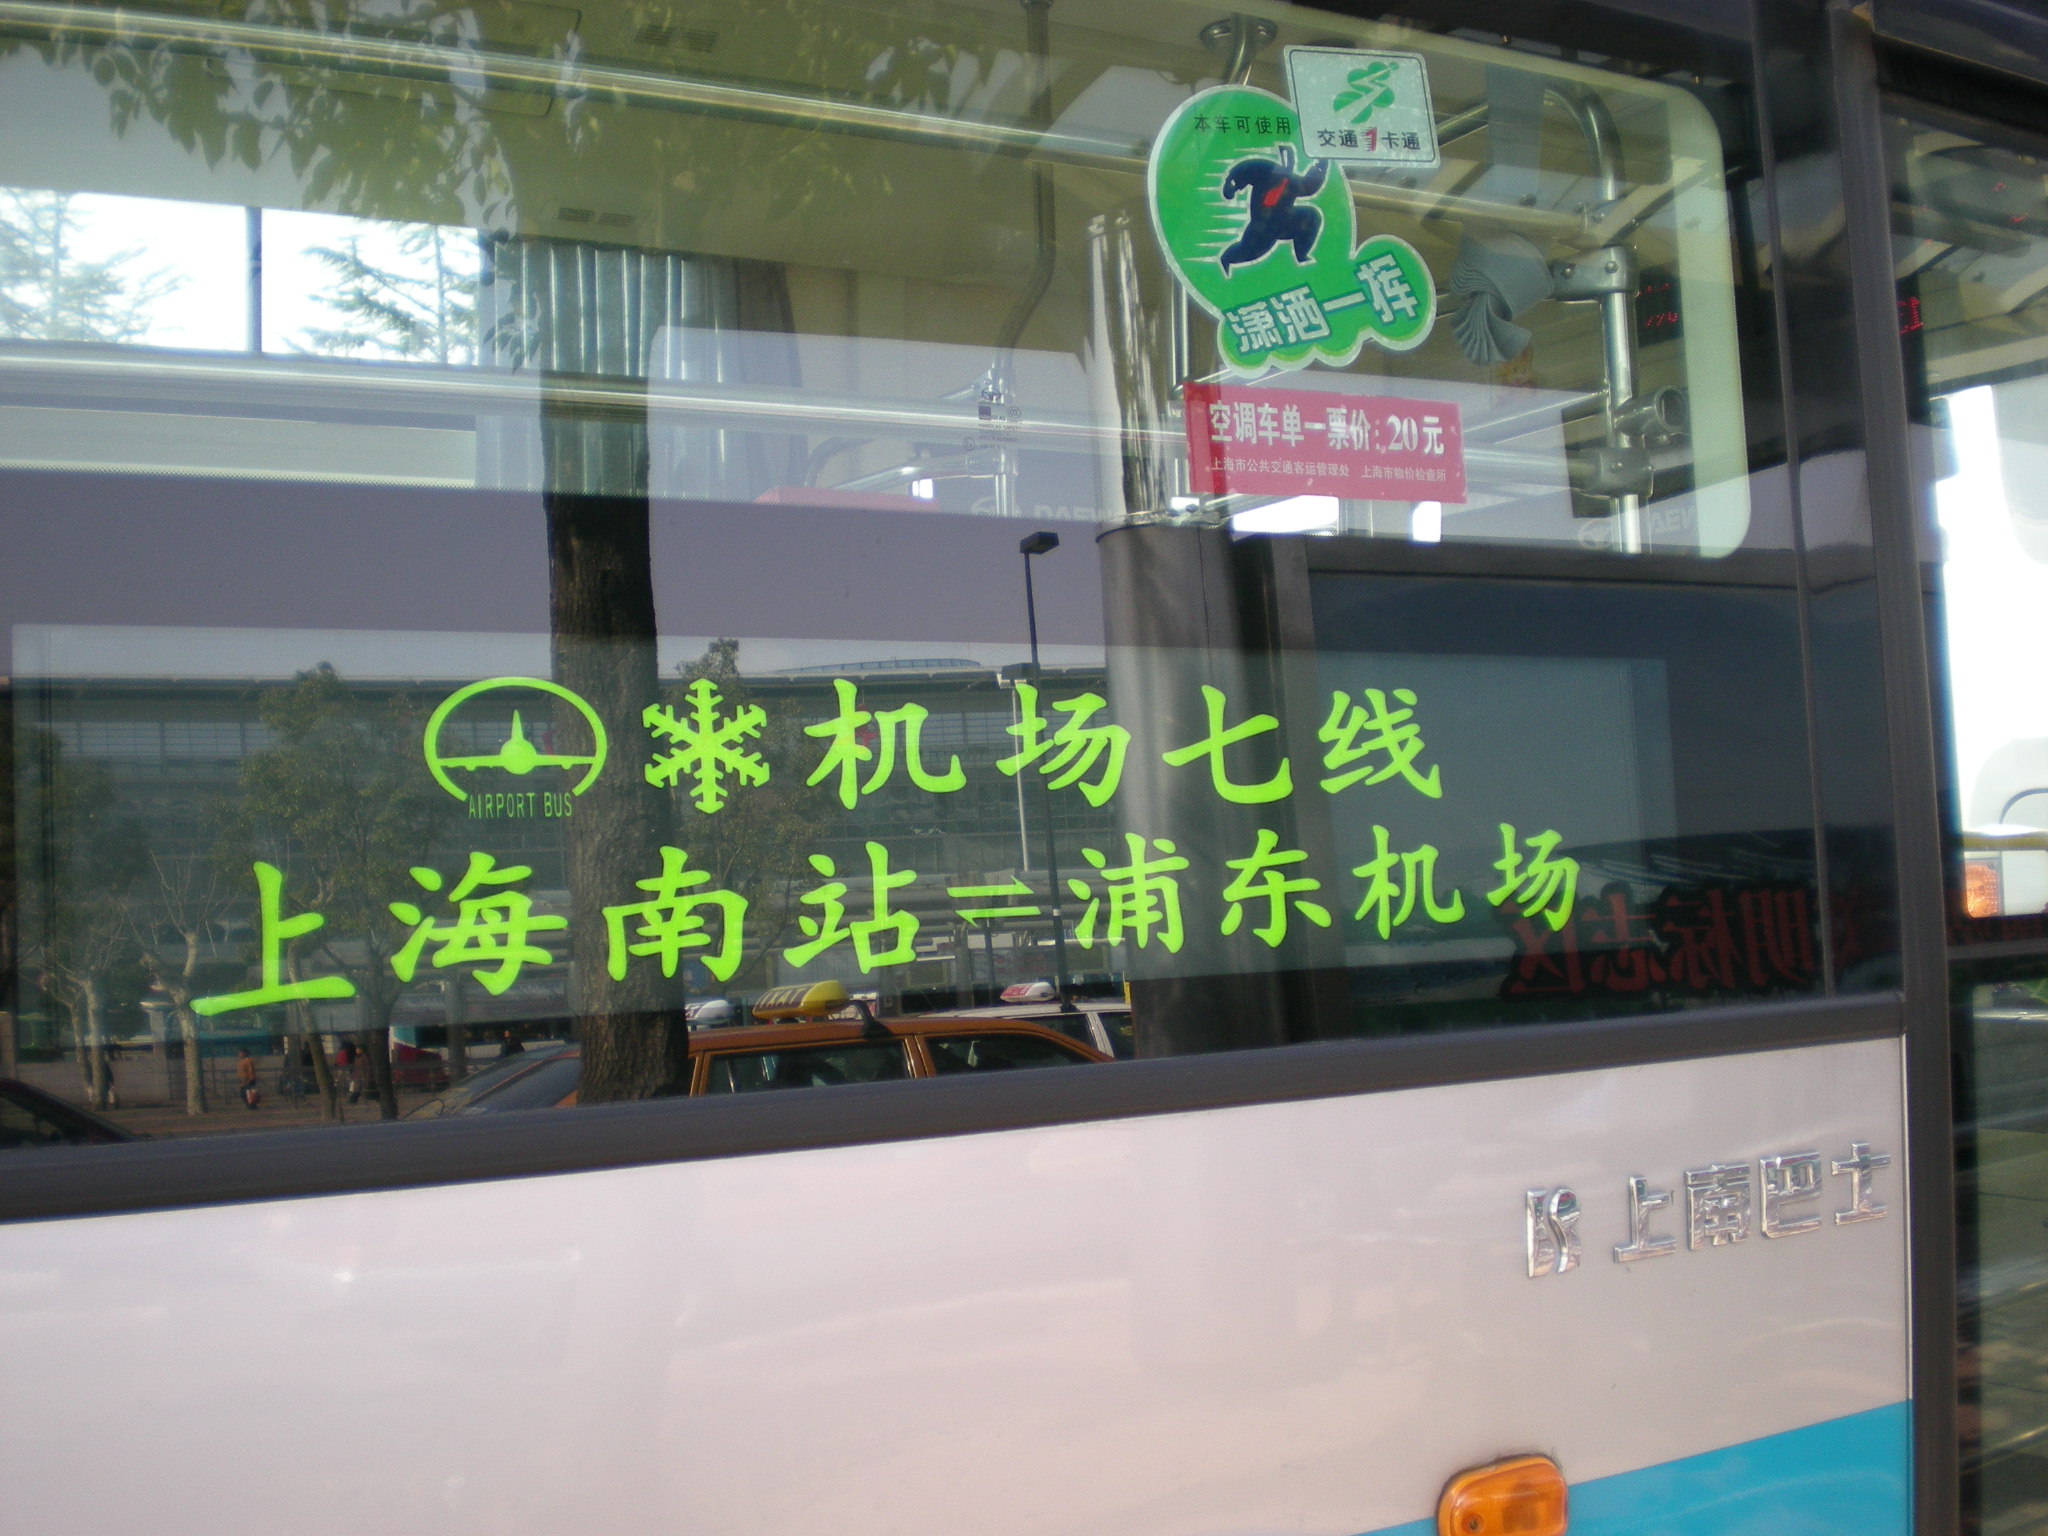 交通1卡通
本车可使用
潇洒一挥
空调车单一票价:20元
上海市公共交通客运管理处 上海市物价检查所
机场七线
AIRPORT BUS
上海南站⇌浦东机场
上南巴士